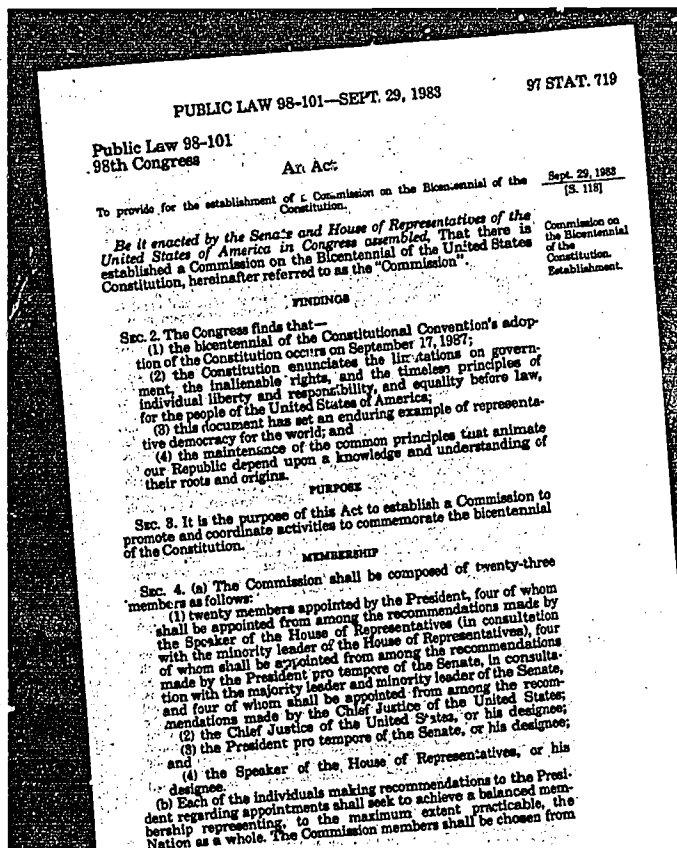 PUBLIC LAW 98-101—SEPT. 29, 1983
97 STAT. 719
Public Law 98-101
98th Congress
An Act
Sept. 29, 1983
[S. 118]
To provide for the establishment of a Commission on the Bicentennial of the
Constitution.
Be it enacted by the Senate and House of Representatives of the
United States of America in Congress assembled, That there is
established a Commission on the Bicentennial of the United States
Constitution, hereinafter referred to as the "Commission".
Commission on
the Bicentennial
of the
Constitution.
Establishment.
FINDINGS
SEC. 2. The Congress finds that—
(1) the bicentennial of the Constitutional Convention's adop-
tion of the Constitution occurs on September 17, 1987;
(2) the Constitution enunciates the limitations on govern-
ment, the inalienable rights, and the timeless principles of
individual liberty and responsibility, and equality before law,
for the people of the United States of America;
(3) this document has set an enduring example of representa-
tive democracy for the world; and
(4) the maintenance of the common principles that animate
our Republic depend upon a knowledge and understanding of
their roots and origins.
PURPOSE
SEC. 3. It is the purpose of this Act to establish a Commission to
promote and coordinate activities to commemorate the bicentennial
of the Constitution.
MEMBERSHIP
SEC. 4. (a) The Commission shall be composed of twenty-three
members as follows:
(1) twenty members appointed by the President, four of whom
shall be appointed from among the recommendations made by
the Speaker of the House of Representatives (in consultation
with the minority leader of the House of Representatives), four
of whom shall be appointed from among the recommendations
made by the President pro tempore of the Senate, in consulta-
tion with the majority leader and minority leader of the Senate,
and four of whom shall be appointed from among the recom-
mendations made by the Chief Justice of the United States;
(2) the Chief Justice of the United States, or his designee;
(3) the President pro tempore of the Senate, or his designee;
and
(4) the Speaker of the House of Representatives, or his
designee.
(b) Each of the individuals making recommendations to the Presi-
dent regarding appointments shall seek to achieve a balanced mem-
bership representing, to the maximum extent practicable, the
Nation as a whole. The Commission members shall be chosen from